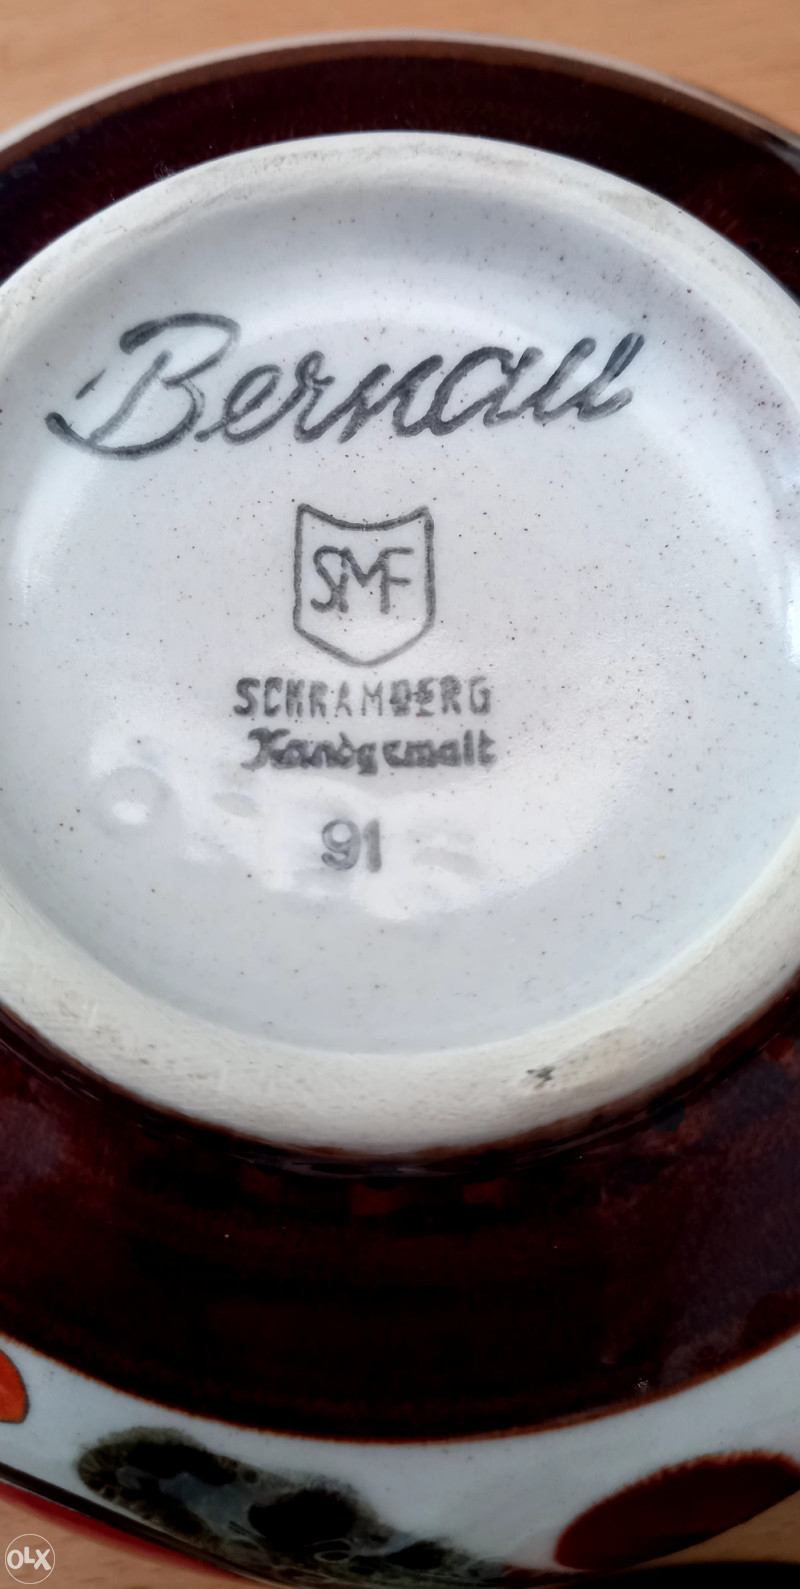 Bernau
SMF
SCHRAMBERG
Handgemalt
91
OLX